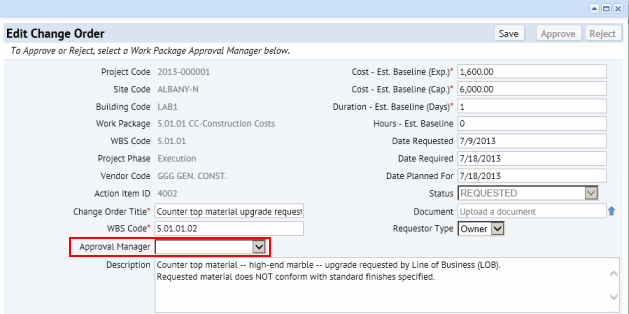 Edit Change Order
Save Approve Reject
To Approve or Reject, select a Work Package Approval Manager below.
Project Code 2013-000001 Cost - Est. Baseline (Exp.)* 1,600.00
Site Code ALBANY-N Cost - Est. Baseline (Cap.)* 6,000.00
Building Code LAB1 Duration - Est. Baseline (Days)* 1
Work Package 5.01.01 CC-Construction Costs Hours - Est. Baseline 0
WBS Code 5.01.01 Date Requested 7/9/2013
Project Phase Execution Date Required 7/18/2013
Vendor Code GGG GEN. CONST. Date Planned For 7/18/2013
Action Item ID 4002 Status REQUESTED
Change Order Title* Counter top material upgrade request Document Upload a document
WBS Code* 5.01.01.02 Requestor Type Owner
Approval Manager
Description Counter top material -- high-end marble -- upgrade requested by Line of Business (LOB).
Requested material does NOT conform with standard finishes specified.